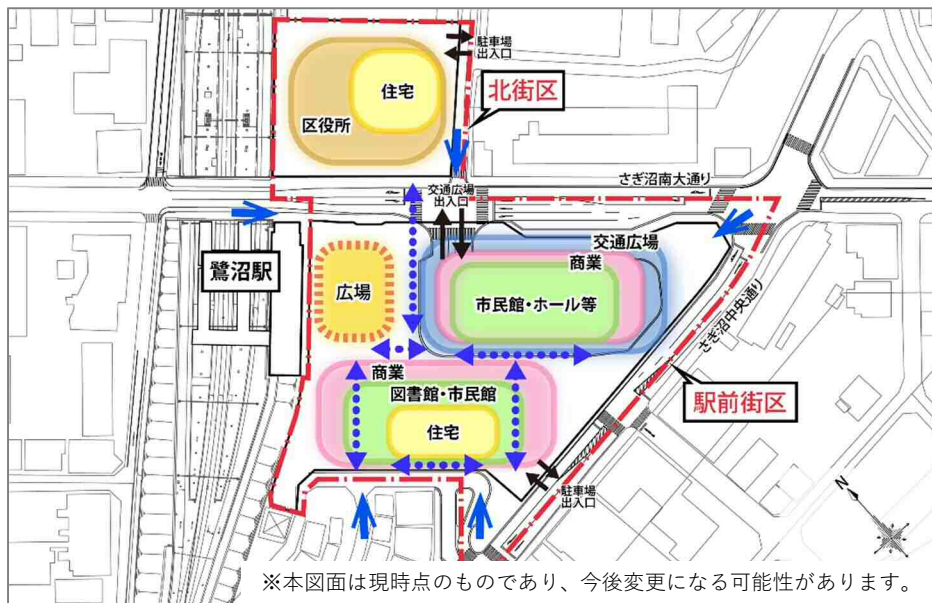 駐車場
出入口
住宅
区役所
北街区
さぎ沼南大通り
交通広場
出入口
交通広場
商業
市民館・ホール等
鷺沼駅
広場
さぎ沼中央通り
商業
図書館・市民館
住宅
駅前街区
駐車場
出入口
N
※本図面は現時点のものであり、今後変更になる可能性があります。